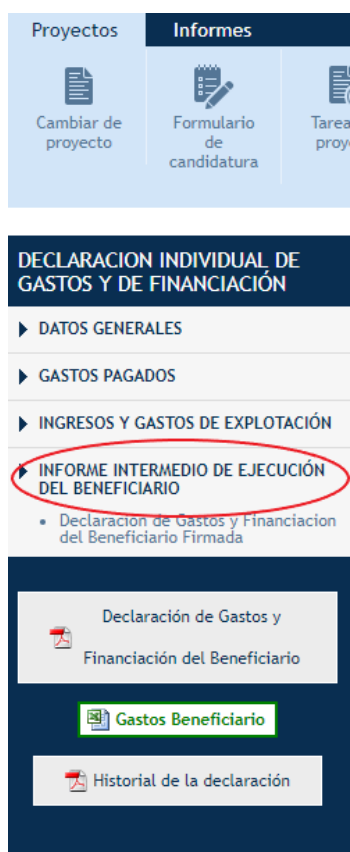 Proyectos Informes
Cambiar de
proyecto
Formulario
de
candidatura
DECLARACION INDIVIDUAL DE
GASTOS Y DE FINANCIACIÓN
DATOS GENERALES
GASTOS PAGADOS
INGRESOS Y GASTOS DE EXPLOTACIÓN
INFORME INTERMEDIO DE EJECUCIÓN
DEL BENEFICIARIO
Declaración de Gastos y Financiacion
del Beneficiario Firmada
Declaración de Gastos y
Financiación del Beneficiario
Gastos Beneficiario
Historial de la declaración